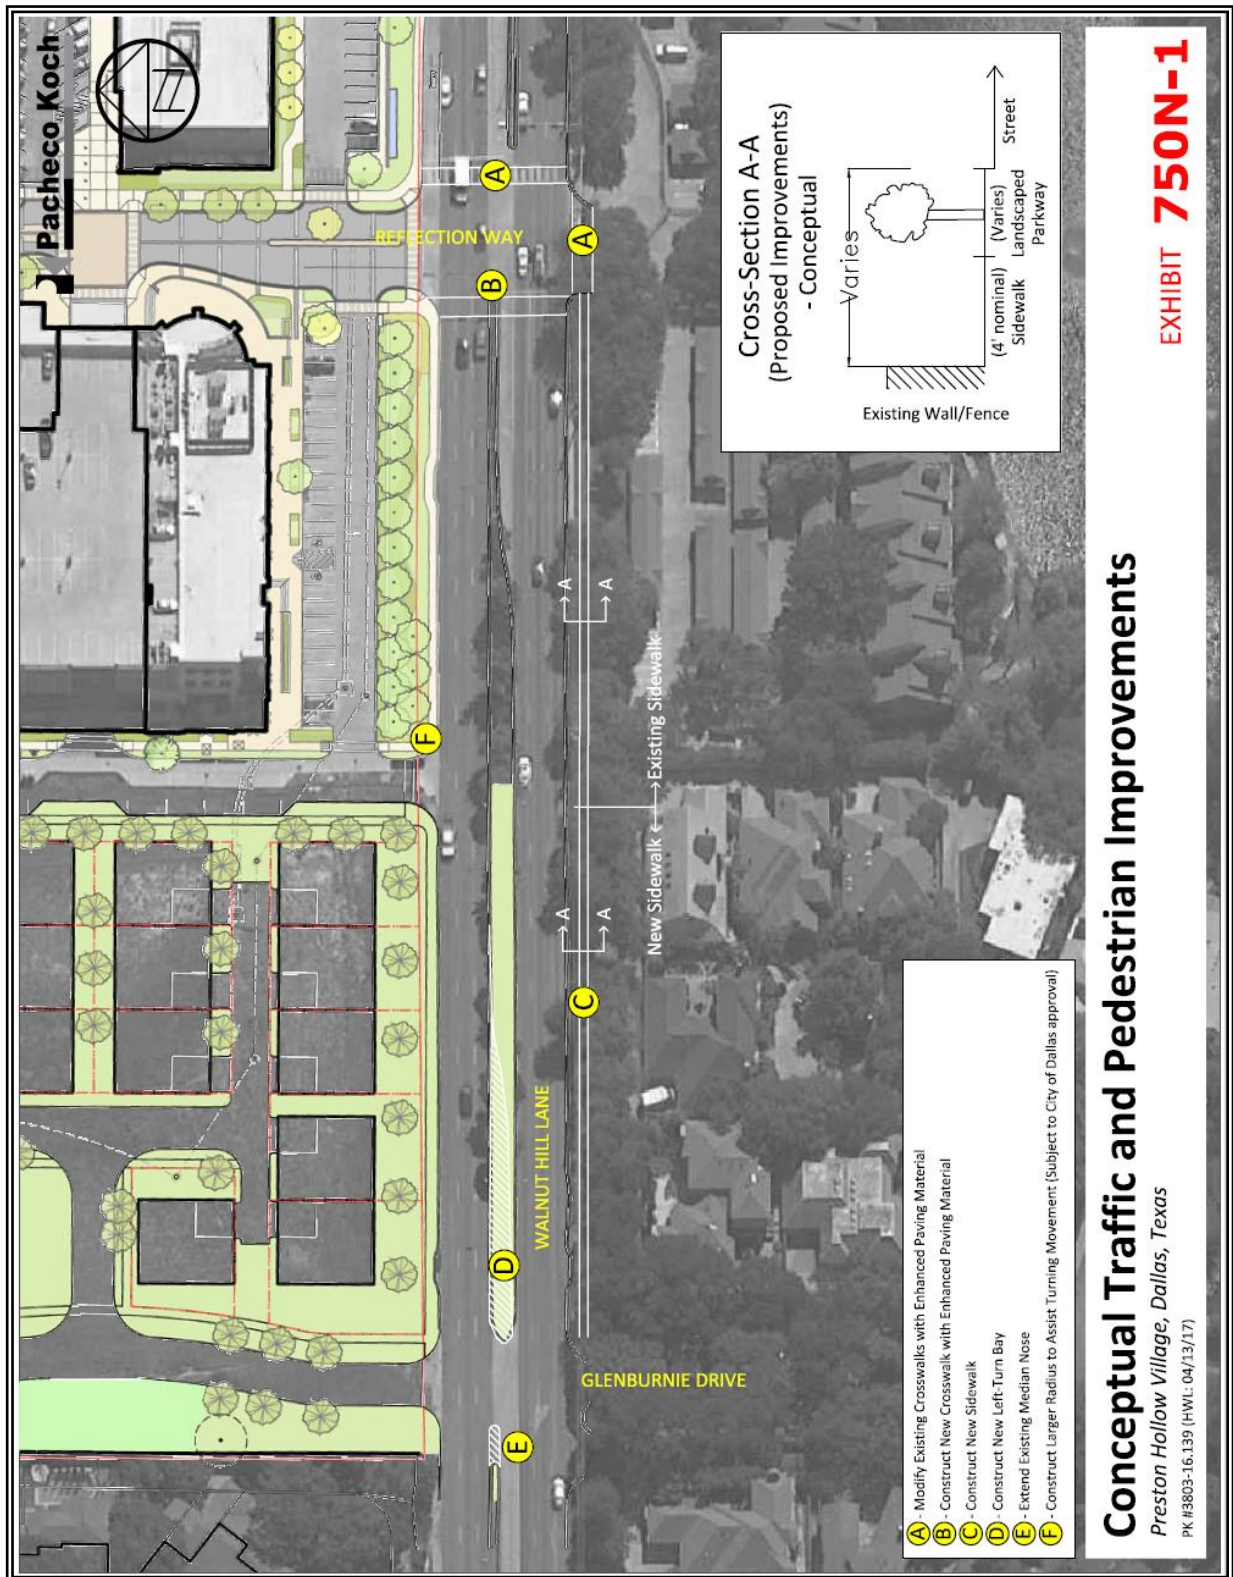 Pacheco Koch
N
REFLECTION WAY
A
A
B
F
A
A
New Sidewalk
Existing Sidewalk
A
A
C
WALNUT HILL LANE
D
GLENBURNIE DRIVE
E
Cross-Section A-A
(Proposed Improvements)
- Conceptual
Varies
Existing Wall/Fence
(4' nominal)
Sidewalk
(Varies)
Landscaped
Parkway
Street
A - Modify Existing Crosswalks with Enhanced Paving Material
B - Construct New Crosswalk with Enhanced Paving Material
C - Construct New Sidewalk
D - Construct New Left-Turn Bay
E - Extend Existing Median Nose
F - Construct Larger Radius to Assist Turning Movement (Subject to City of Dallas approval)
Conceptual Traffic and Pedestrian Improvements
Preston Hollow Village, Dallas, Texas
PK #3803-16.139 (HWL: 04/13/17)
EXHIBIT 750N-1